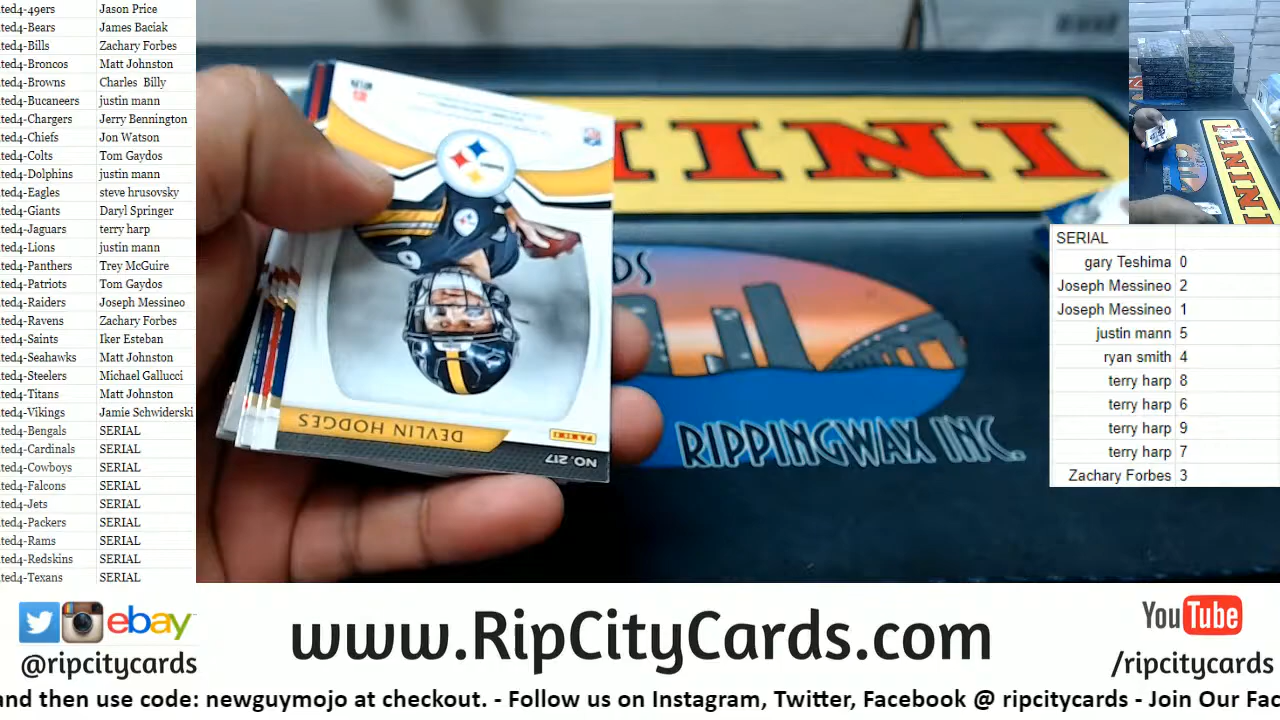 ted4-49ers Jason Price
ted4-Bears James Baciak
ted4-Bills Zachary Forbes
ted4-Broncos Matt Johnston
ted4-Browns Charles Billy
ted4-Bucaneers justin mann
ted4-Chargers Jerry Bennington
ted4-Chiefs Jon Watson
ted4-Colts Tom Gaydos
ted4-Dolphins justin mann
ted4-Eagles steve hrusovsky
ted4-Giants Daryl Springer
ted4-Jaguars terry harp
ted4-Lions justin mann
ted4-Panthers Trey McGuire
ted4-Patriots Tom Gaydos
ted4-Raiders Joseph Messineo
ted4-Ravens Zachary Forbes
ted4-Saints Iker Esteban
ted4-Seahawks Matt Johnston
ted4-Steelers Michael Gallucci
ted4-Titans Matt Johnston
ted4-Vikings Jamie Schwiderski
ted4-Bengals SERIAL
ted4-Cardinals SERIAL
ted4-Cowboys SERIAL
ted4-Falcons SERIAL
ted4-Jets SERIAL
ted4-Packers SERIAL
ted4-Rams SERIAL
ted4-Redskins SERIAL
ted4-Texans SERIAL
DEVLIN HODGES
PANINI
NO. 217
INI
DS
RIPPINGWAX INC.
PANINI
SERIAL
gary Teshima 0
Joseph Messineo 2
Joseph Messineo 1
justin mann 5
ryan smith 4
terry harp 8
terry harp 6
terry harp 9
terry harp 7
Zachary Forbes 3
ebay
@ripcitycards
www.RipCityCards.com
YouTube
/ripcitycards
and then use code: newguymojo at checkout. - Follow us on Instagram, Twitter, Facebook @ ripcitycards - Join Our Fac